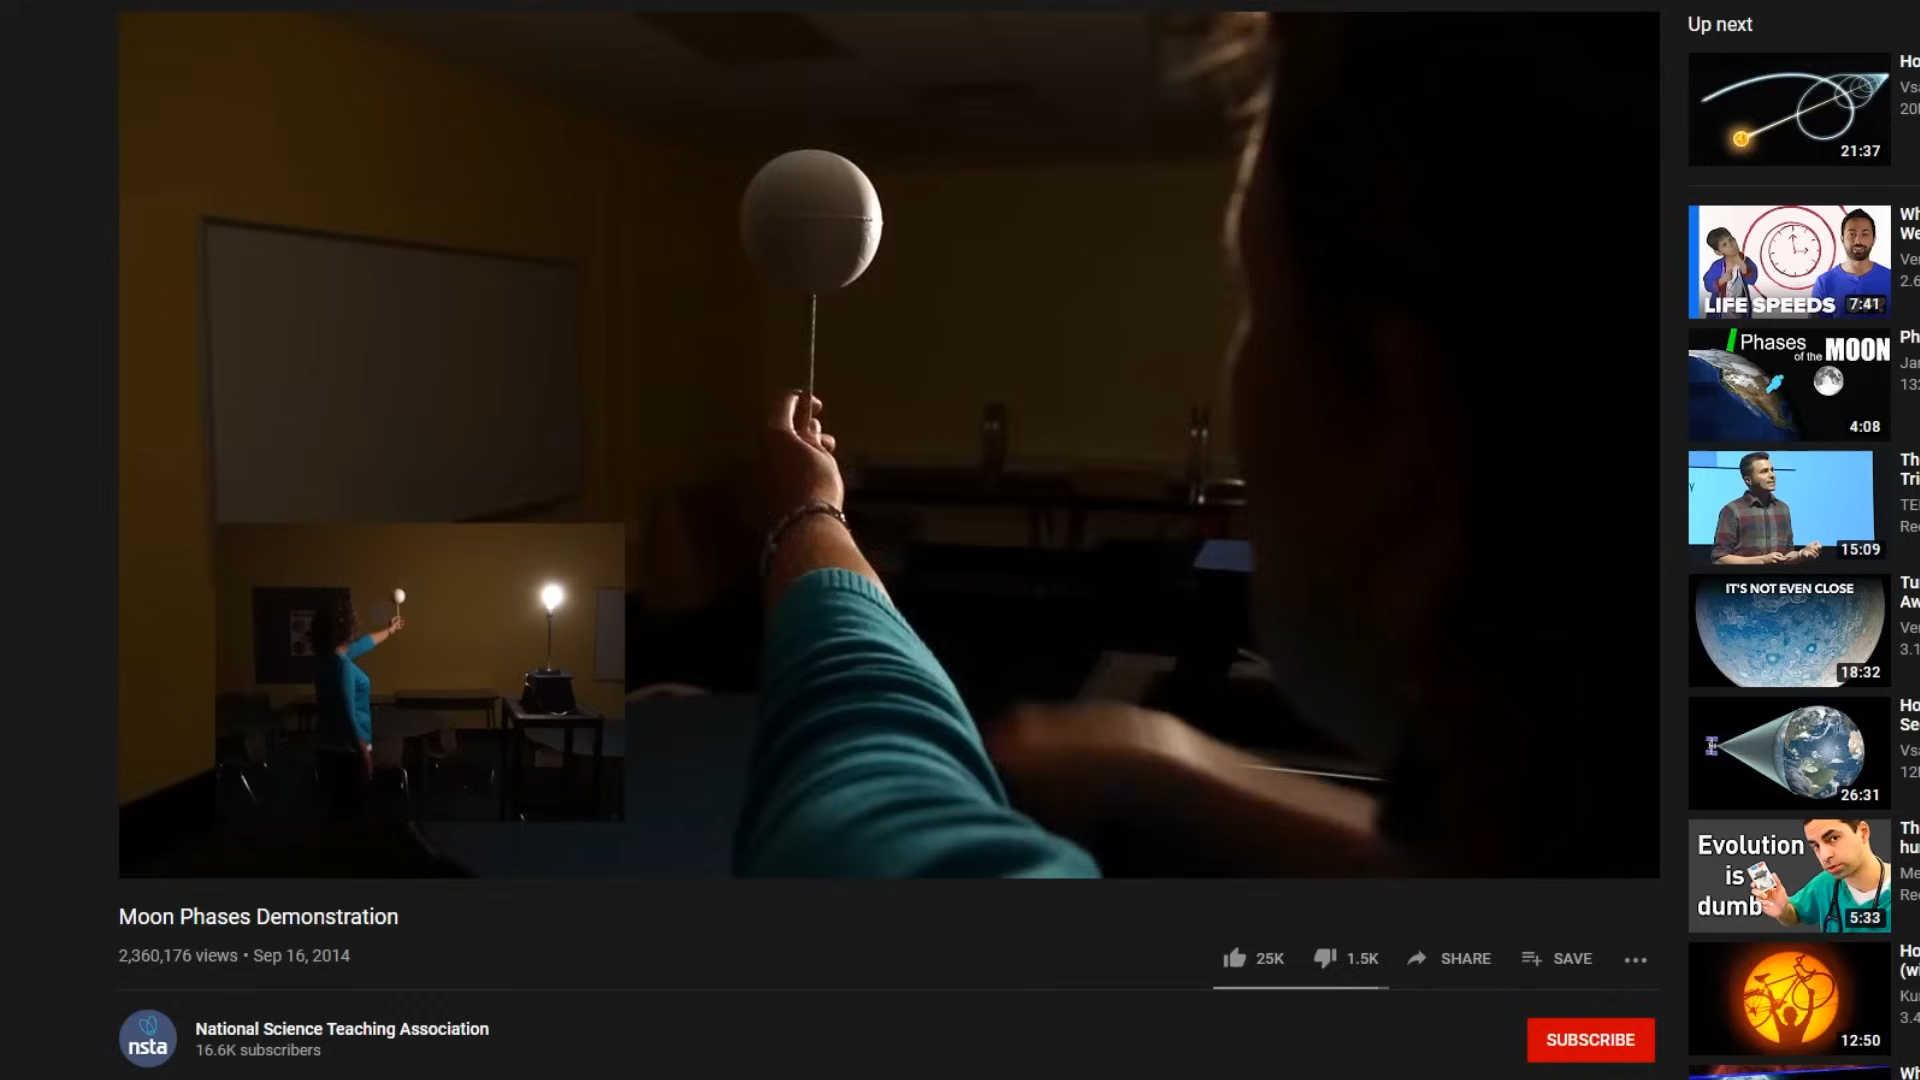 Up next
21:37
LIFE SPEEDS
7:41
Phases
of the MOON
4:08
15:09
IT'S NOT EVEN CLOSE
18:32
26:31
Evolution
is
dumb
5:33
12:50
Moon Phases Demonstration
2,360,176 views • Sep 16, 2014
25K 1.5K SHARE SAVE
nsta
National Science Teaching Association
16.6K subscribers
SUBSCRIBE